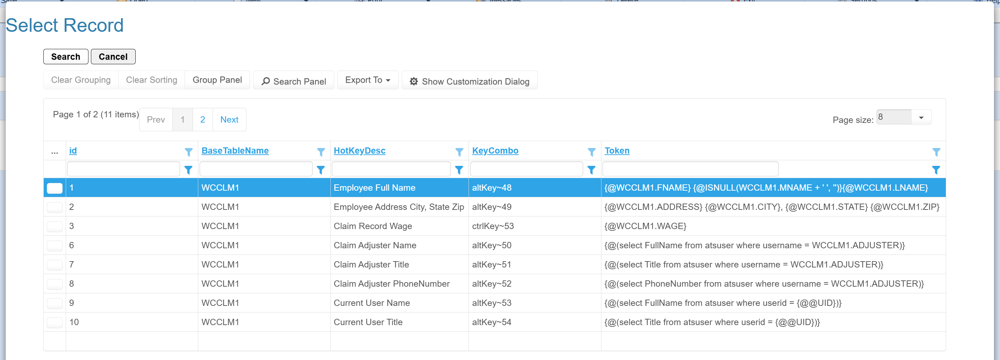 Select Record
Search Cancel
Clear Grouping Clear Sorting Group Panel Search Panel Export To Show Customization Dialog
Page 1 of 2 (11 items) Prev 1 2 Next Page size: 8
... id BaseTableName HotKeyDesc KeyCombo Token
1 WCCLM1 Employee Full Name altKey~48 {@WCCLM1.FNAME} {@ISNULL(WCCLM1.MNAME + ' ', '')}{@WCCLM1.LNAME}
2 WCCLM1 Employee Address City, State Zip altKey~49 {@WCCLM1.ADDRESS} {@WCCLM1.CITY}, {@WCCLM1.STATE} {@WCCLM1.ZIP}
3 WCCLM1 Claim Record Wage ctrlKey~53 {@WCCLM1.WAGE}
6 WCCLM1 Claim Adjuster Name altKey~50 {@(select FullName from atsuser where username = WCCLM1.ADJUSTER)}
7 WCCLM1 Claim Adjuster Title altKey~51 {@(select Title from atsuser where username = WCCLM1.ADJUSTER)}
8 WCCLM1 Claim Adjuster PhoneNumber altKey~52 {@(select PhoneNumber from atsuser where username = WCCLM1.ADJUSTER)}
9 WCCLM1 Current User Name altKey~53 {@(select FullName from atsuser where userid = {@@UID})}
10 WCCLM1 Current User Title altKey~54 {@(select Title from atsuser where userid = {@@UID})}